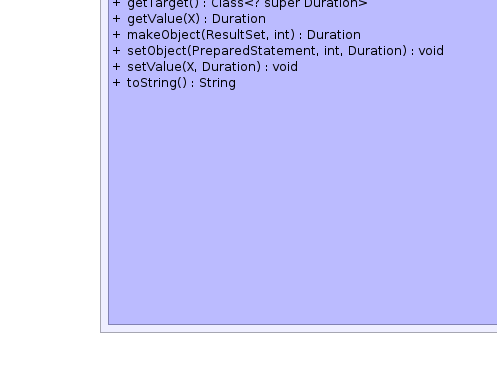 + getTarget() : Class<? super Duration>
+ getValue(X) : Duration
+ makeObject(ResultSet, int) : Duration
+ setObject(PreparedStatement, int, Duration) : void
+ setValue(X, Duration) : void
+ toString() : String